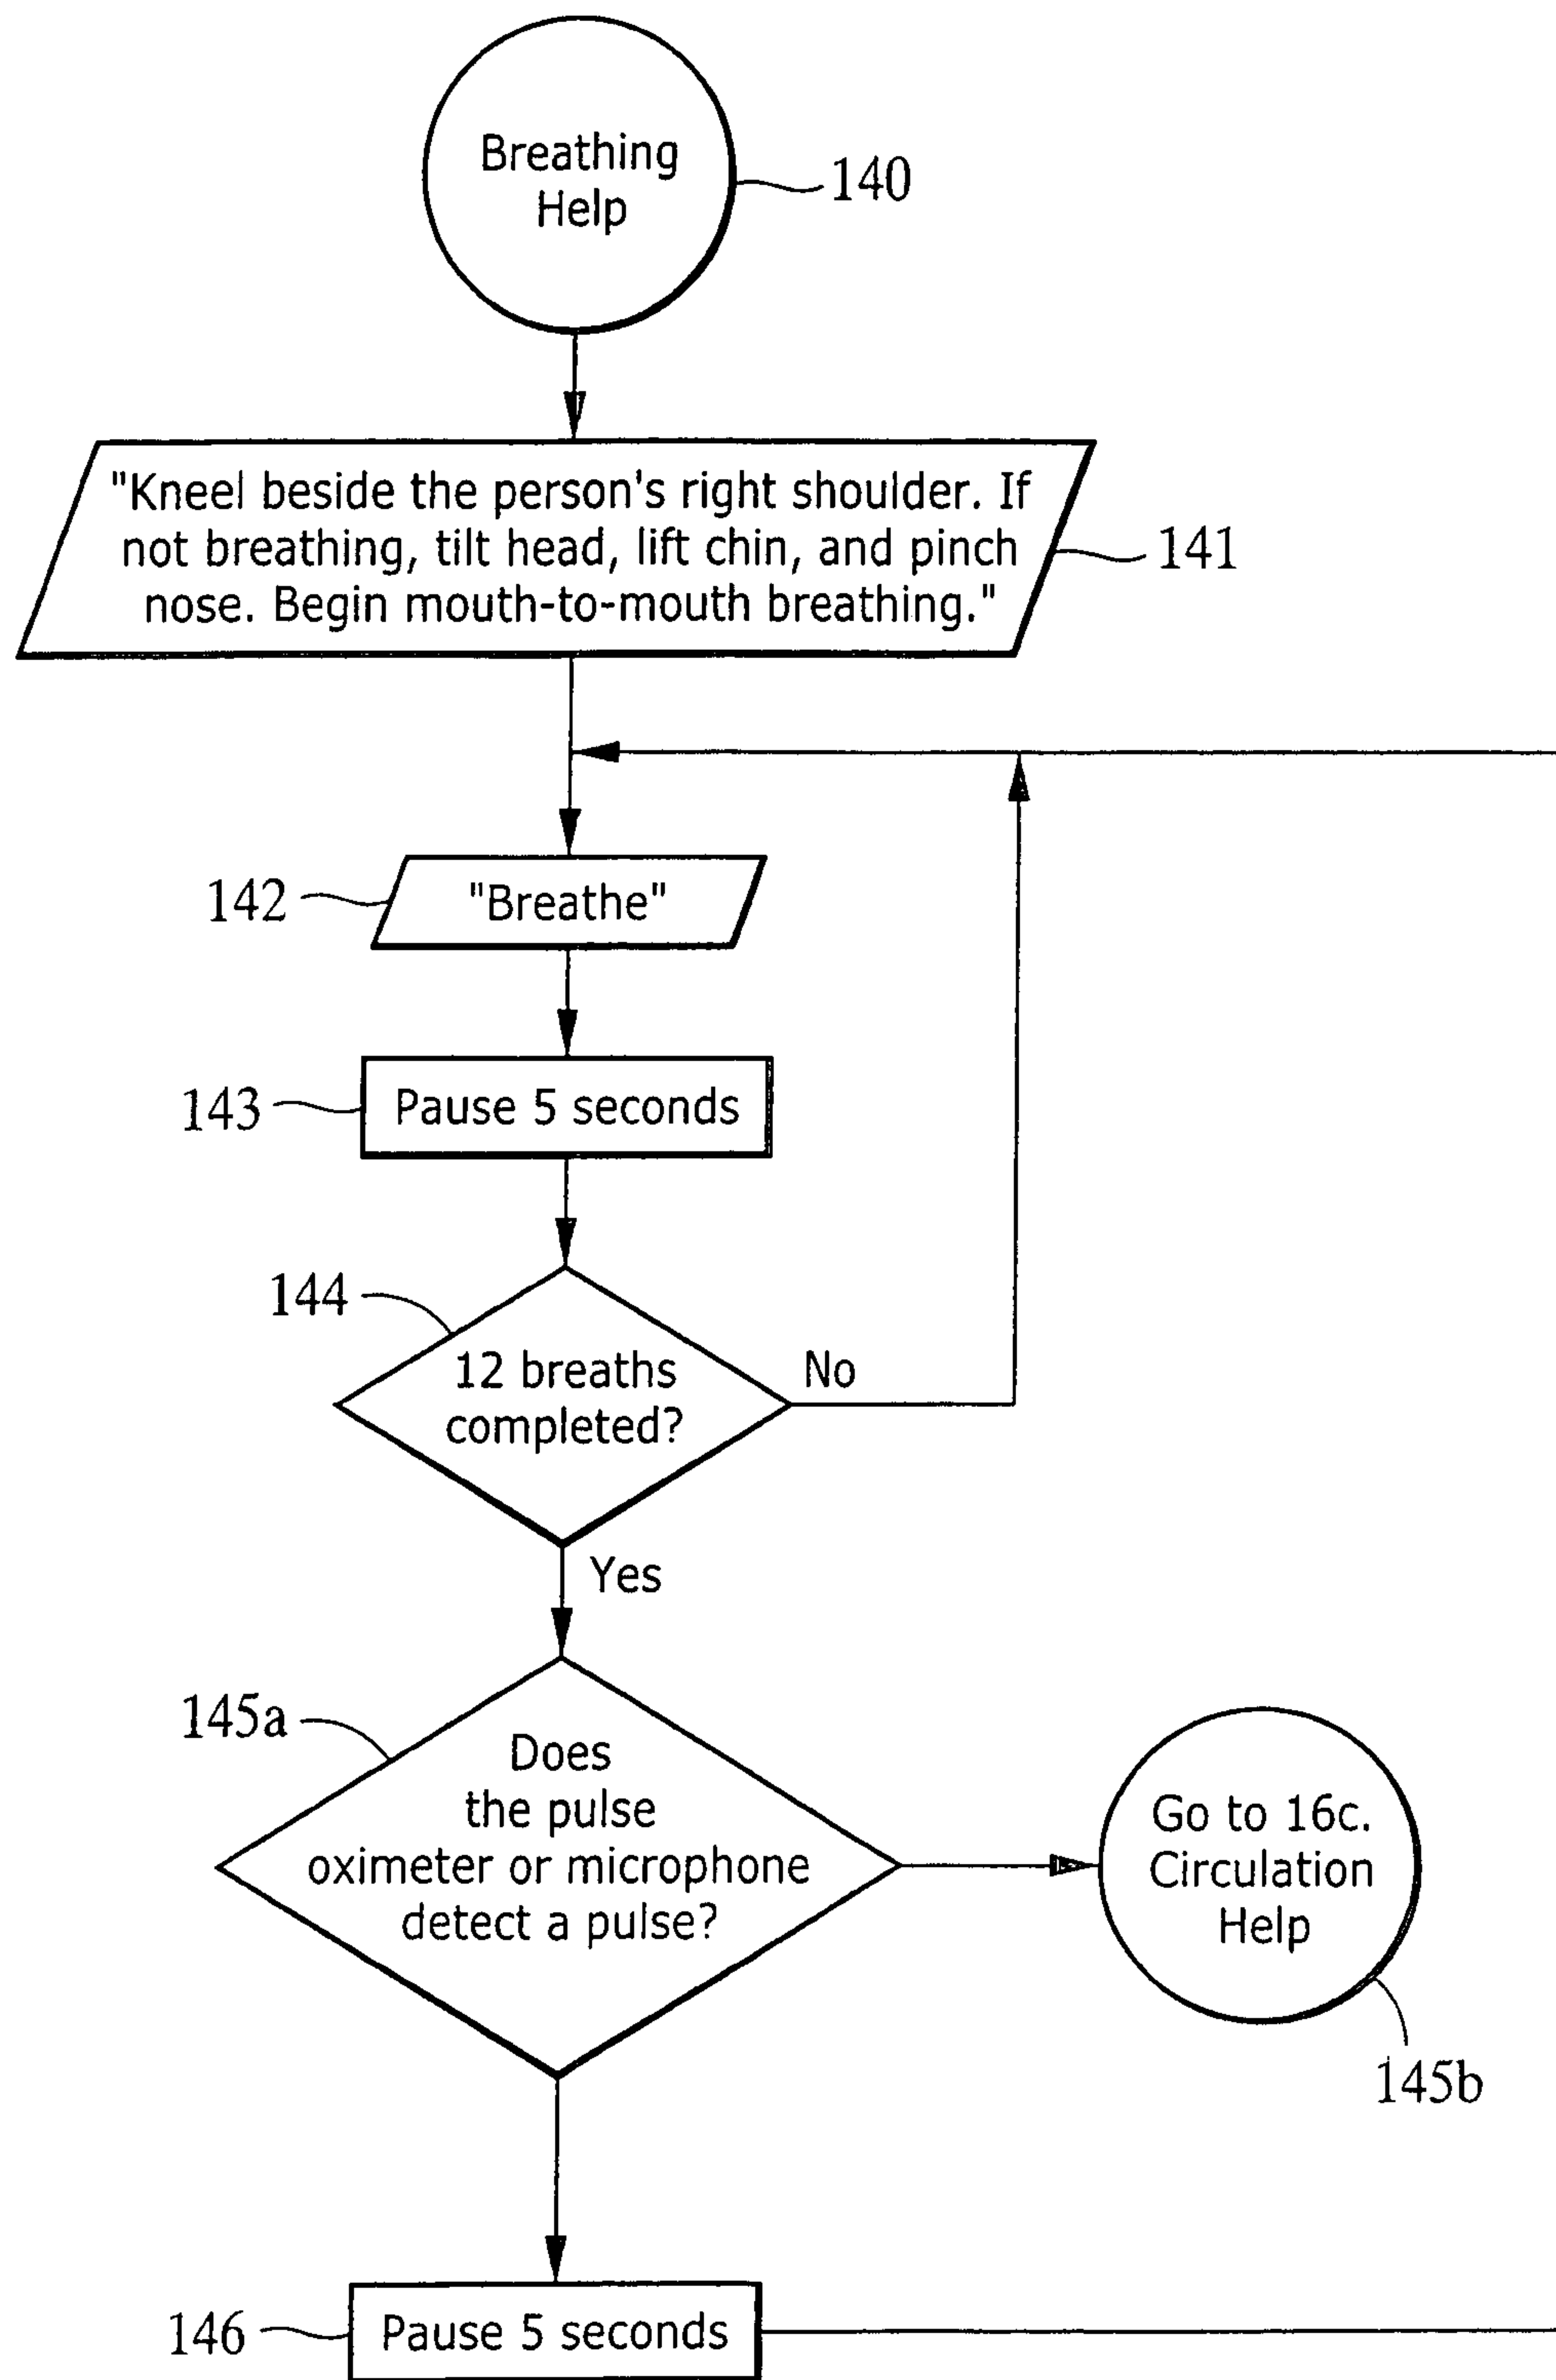 Breathing
Help
140
"Kneel beside the person's right shoulder. If
not breathing, tilt head, lift chin, and pinch
nose. Begin mouth-to-mouth breathing."
141
142
"Breathe"
143
Pause 5 seconds
144
12 breaths
completed?
No
Yes
145a
Does
the pulse
oximeter or microphone
detect a pulse?
Go to 16c.
Circulation
Help
145b
146
Pause 5 seconds